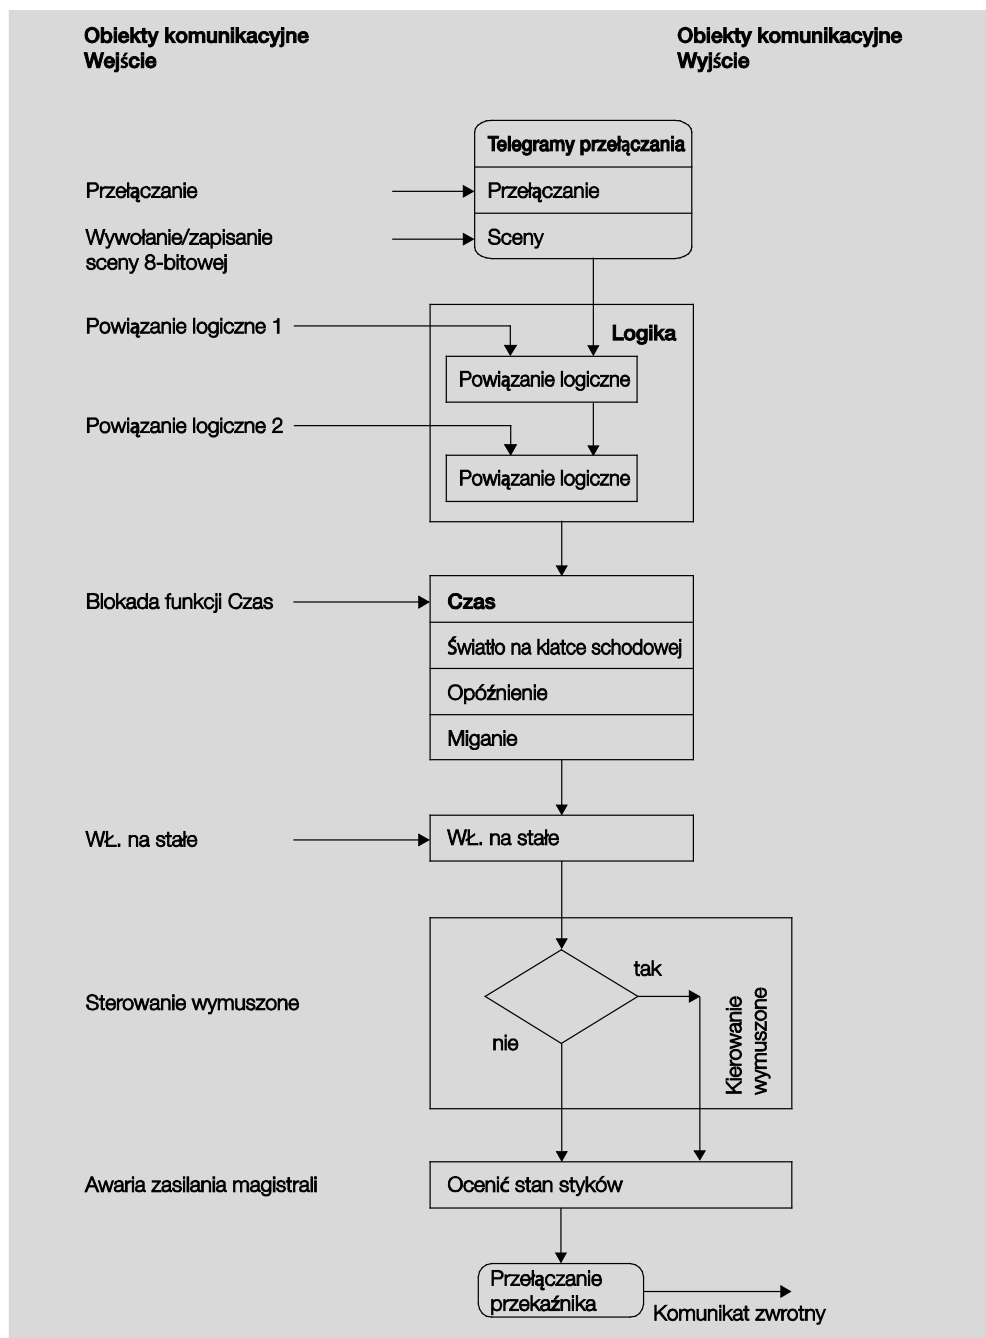 Obiekty komunikacyjne
Wejście
Obiekty komunikacyjne
Wyjście
Telegramy przełączania
Przełączanie
Przełączanie
Wywołanie/zapisanie
sceny 8-bitowej
Sceny
Powiązanie logiczne 1
Logika
Powiązanie logiczne
Powiązanie logiczne 2
Powiązanie logiczne
Blokada funkcji Czas
Czas
Światło na klatce schodowej
Opóźnienie
Miganie
WŁ. na stałe
WŁ. na stałe
tak
Sterowanie wymuszone
nie
Kierowanie
wymuszone
Awaria zasilania magistrali
Ocenić stan styków
Przełączanie
przekaźnika
Komunikat zwrotny